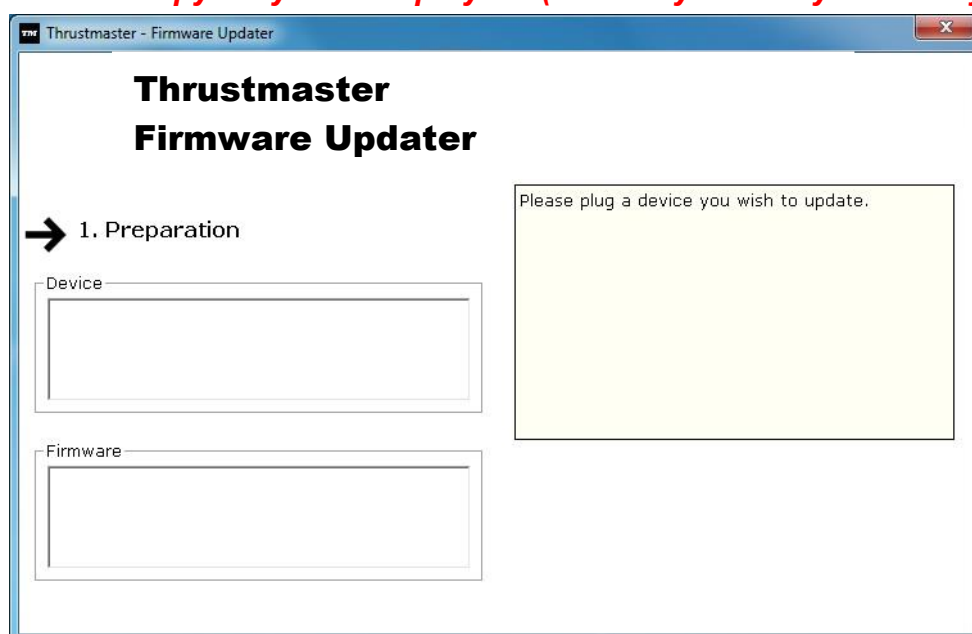 Thrustmaster - Firmware Updater
Thrustmaster
Firmware Updater
1. Preparation
Please plug a device you wish to update.
Device
Firmware